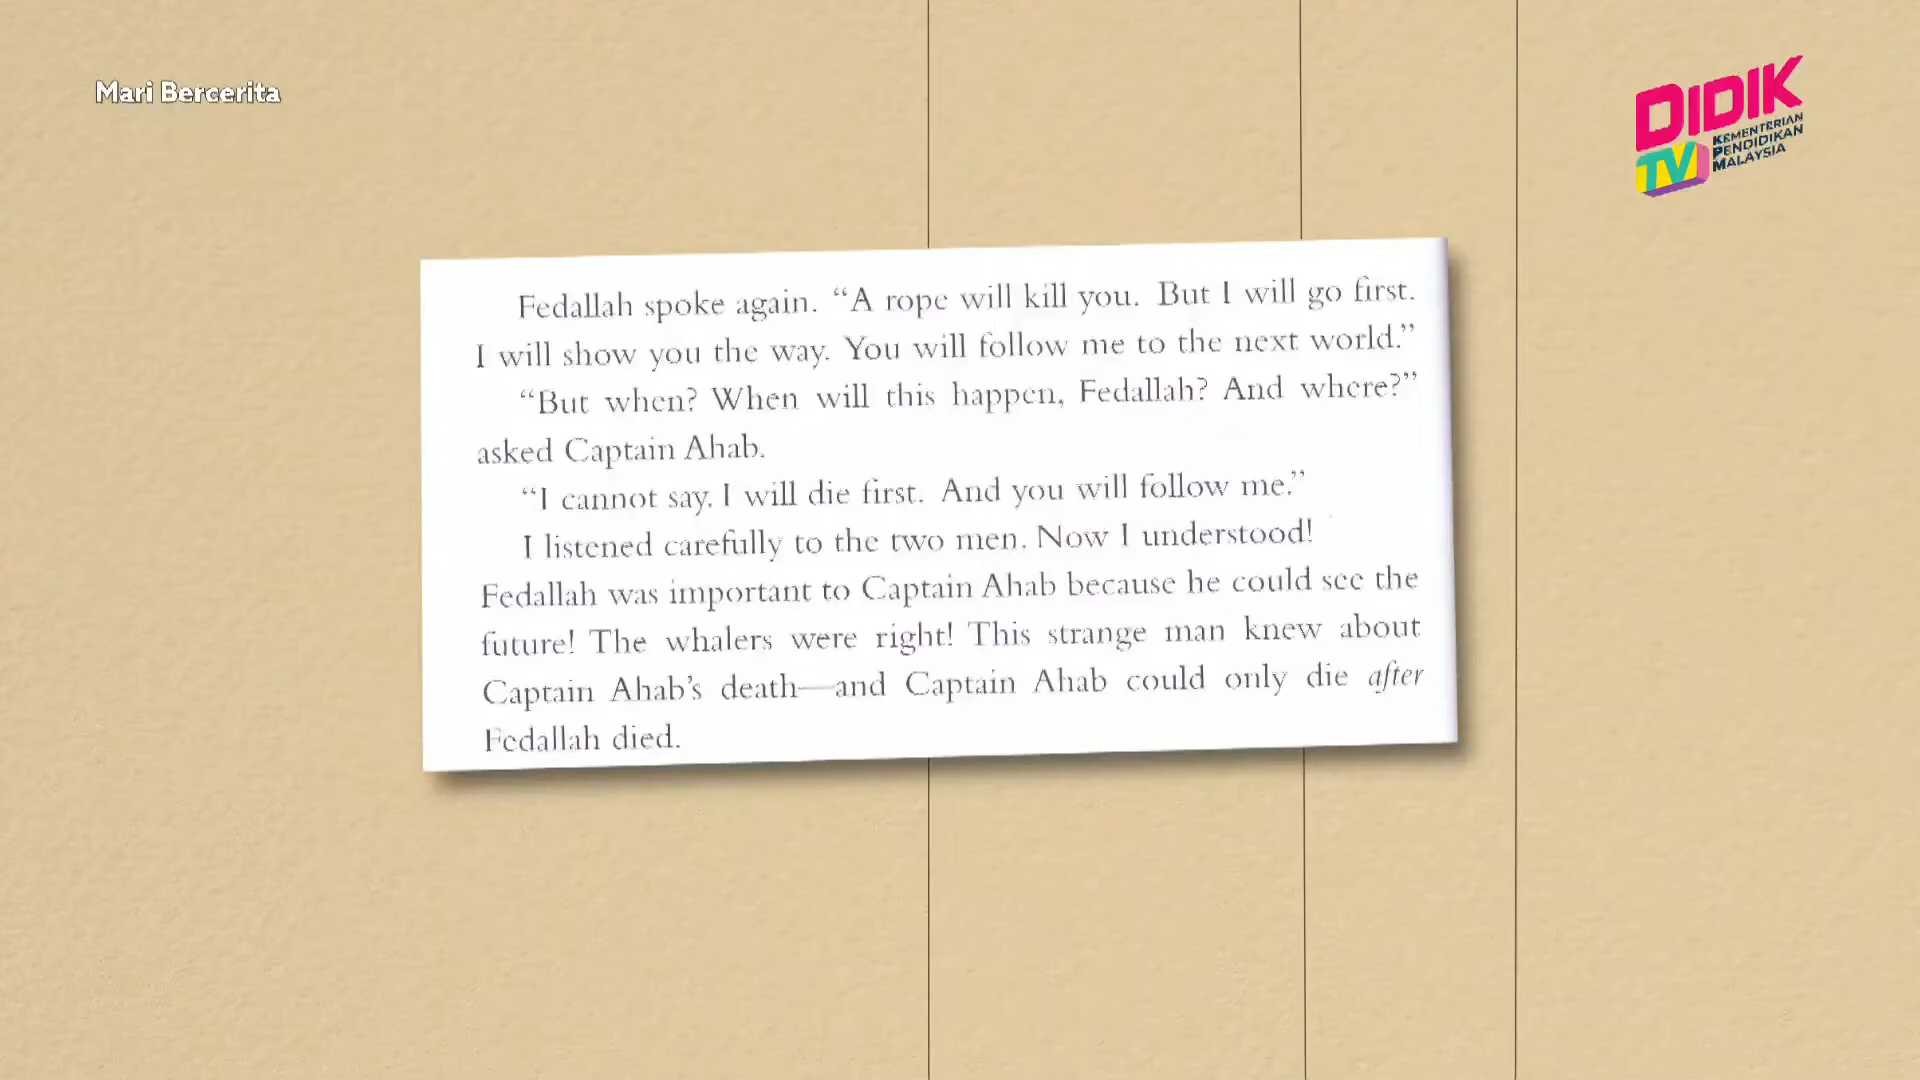 Mari Bercerita
DIDIK
TV
KEMENTERIAN
PENDIDIKAN
MALAYSIA
Fedallah spoke again. “A rope will kill you. But I will go first.
I will show you the way. You will follow me to the next world.”
“But when? When will this happen, Fedallah? And where?”
asked Captain Ahab.
“I cannot say. I will die first. And you will follow me.”
I listened carefully to the two men. Now I understood!
Fedallah was important to Captain Ahab because he could see the
future! The whalers were right! This strange man knew about
Captain Ahab’s death—and Captain Ahab could only die after
Fedallah died.